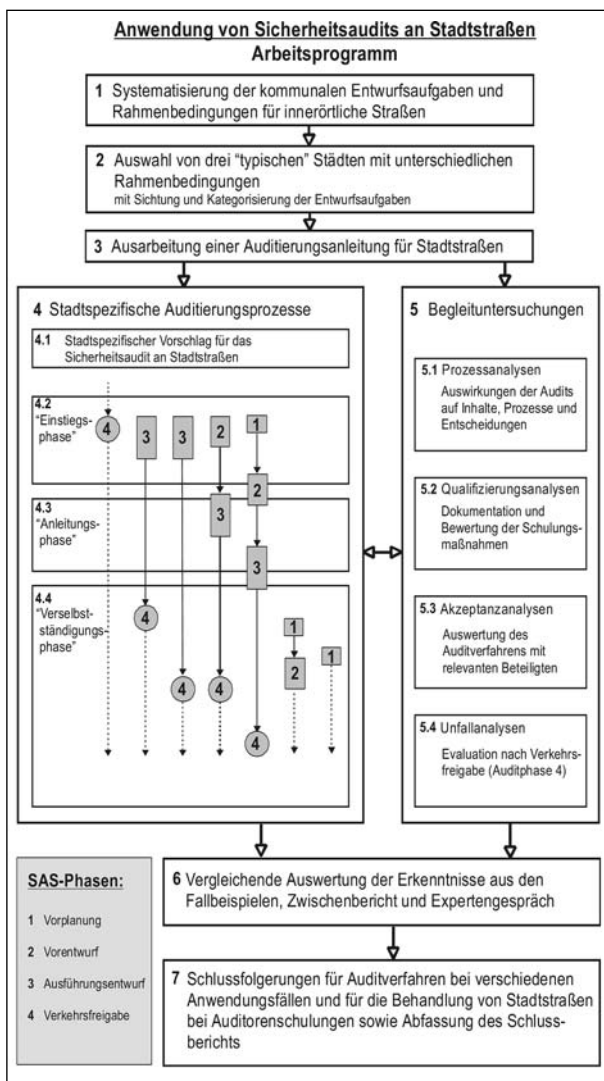 Anwendung von Sicherheitsaudits an Stadtstraßen
Arbeitsprogramm
1 Systematisierung der kommunalen Entwurfsaufgaben und
Rahmenbedingungen für innerörtliche Straßen
2 Auswahl von drei "typischen" Städten mit unterschiedlichen
Rahmenbedingungen
mit Sichtung und Kategorisierung der Entwurfsaufgaben
3 Ausarbeitung einer Auditierungsanleitung für Stadtstraßen
4 Stadtspezifische Auditierungsprozesse
4.1 Stadtspezifischer Vorschlag für das
Sicherheitsaudit an Stadtstraßen
4.2
"Einstiegs-
phase"
4 3 3 2 1
2
4.3
"Anleitungs-
phase"
3
3
4.4
"Verselbst-
ständigungs-
phase"
4 1 1
2
4 4
4
5 Begleituntersuchungen
5.1 Prozessanalysen
Auswirkungen der Audits
auf Inhalte, Prozesse und
Entscheidungen
5.2 Qualifizierungsanalysen
Dokumentation und
Bewertung der Schulungs-
maßnahmen
5.3 Akzeptanzanalysen
Auswertung des
Auditverfahrens mit
relevanten Beteiligten
5.4 Unfallanalysen
Evaluation nach Verkehrs-
freigabe (Auditphase 4)
SAS-Phasen:
1 Vorplanung
2 Vorentwurf
3 Ausführungsentwurf
4 Verkehrsfreigabe
6 Vergleichende Auswertung der Erkenntnisse aus den
Fallbeispielen, Zwischenbericht und Expertengespräch
7 Schlussfolgerungen für Auditverfahren bei verschiedenen
Anwendungsfällen und für die Behandlung von Stadtstraßen
bei Auditorenschulungen sowie Abfassung des Schluss-
berichts